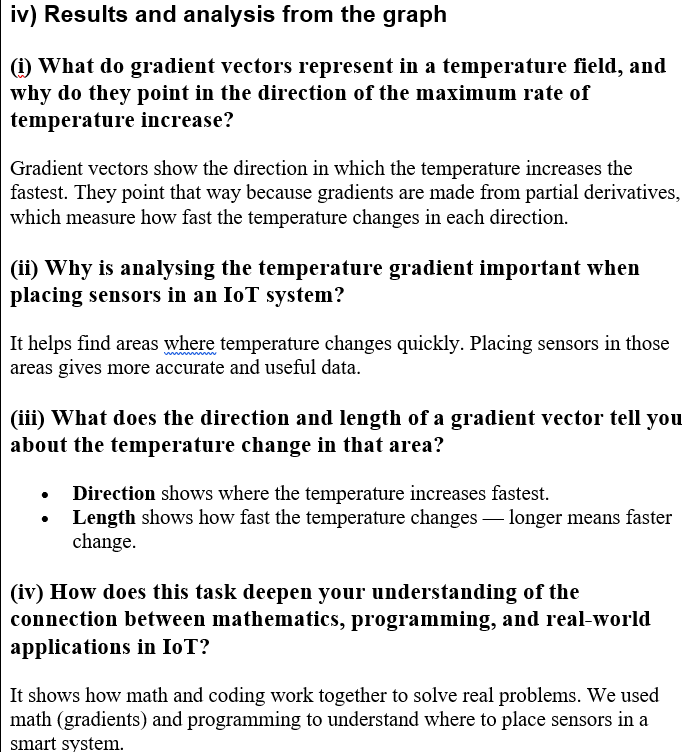 iv) Results and analysis from the graph
(i) What do gradient vectors represent in a temperature field, and
why do they point in the direction of the maximum rate of
temperature increase?
Gradient vectors show the direction in which the temperature increases the
fastest. They point that way because gradients are made from partial derivatives,
which measure how fast the temperature changes in each direction.
(ii) Why is analysing the temperature gradient important when
placing sensors in an IoT system?
It helps find areas where temperature changes quickly. Placing sensors in those
areas gives more accurate and useful data.
(iii) What does the direction and length of a gradient vector tell you
about the temperature change in that area?
• Direction shows where the temperature increases fastest.
• Length shows how fast the temperature changes — longer means faster
change.
(iv) How does this task deepen your understanding of the
connection between mathematics, programming, and real-world
applications in IoT?
It shows how math and coding work together to solve real problems. We used
math (gradients) and programming to understand where to place sensors in a
smart system.